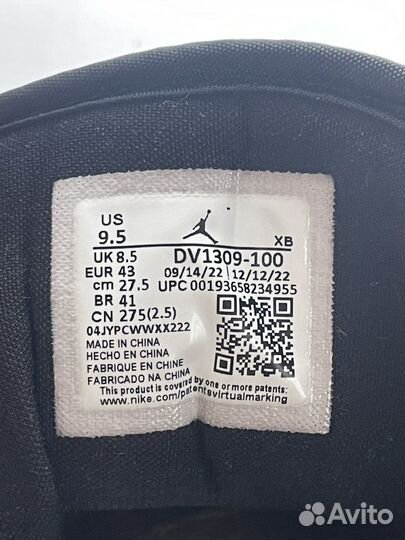 US
9.5
XB
UK 8.5
DV1309-100
EUR 43
09/14/22
12/12/22
cm 27.5
UPC 00193658234955
BR 41
CN 275(2.5)
04JYPCWWXX222
MADE IN CHINA
HECHO EN CHINA
FABRIQUE EN CHINE
FABRICADO NA CHINA
This product is covered by one or more patents:
www.nike.com/patentsvirtualmarking
Avito